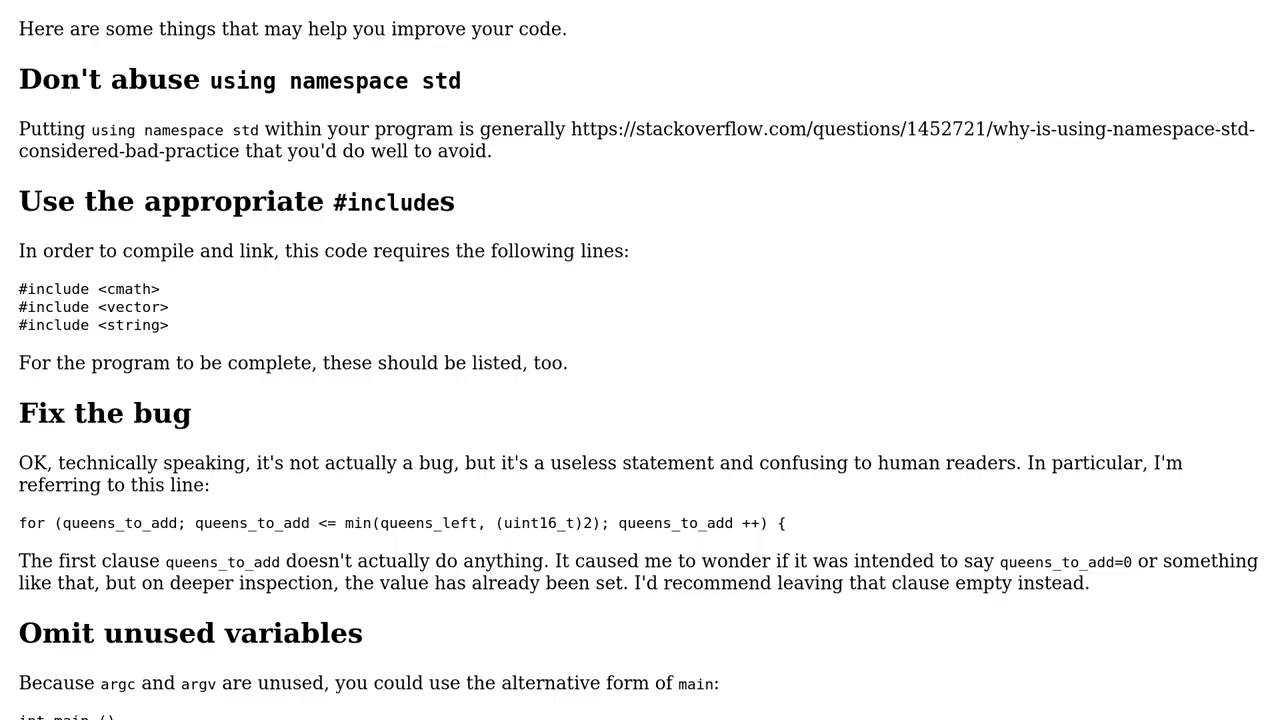 Here are some things that may help you improve your code.
Don't abuse using namespace std
Putting using namespace std within your program is generally https://stackoverflow.com/questions/1452721/why-is-using-namespace-std-
considered-bad-practice that you'd do well to avoid.
Use the appropriate #includes
In order to compile and link, this code requires the following lines:
#include <cmath>
#include <vector>
#include <string>
For the program to be complete, these should be listed, too.
Fix the bug
OK, technically speaking, it's not actually a bug, but it's a useless statement and confusing to human readers. In particular, I'm
referring to this line:
for (queens_to_add; queens_to_add <= min(queens_left, (uint16_t)2); queens_to_add ++) {
The first clause queens_to_add doesn't actually do anything. It caused me to wonder if it was intended to say queens_to_add=0 or something
like that, but on deeper inspection, the value has already been set. I'd recommend leaving that clause empty instead.
Omit unused variables
Because argc and argv are unused, you could use the alternative form of main:
int main ()